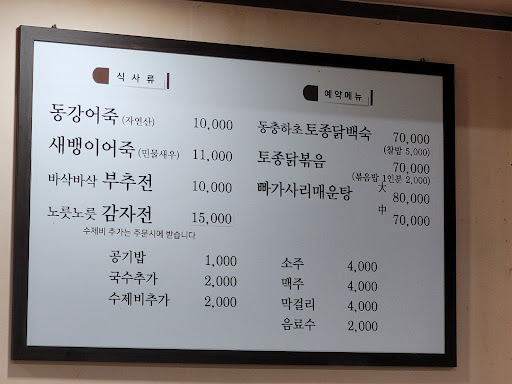 식사류
동강어죽 (자연산) 10,000
새뱅이어죽 (민물새우) 11,000
바삭바삭 부추전 10,000
노릇노릇 감자전 15,000
수제비 추가는 주문시에 받습니다
공기밥 1,000
국수추가 2,000
수제비추가 2,000
예약메뉴
동충하초 토종닭백숙 70,000
(찰밥 5,000)
토종닭볶음 70,000
(볶음밥 1인분 2,000)
빠가사리매운탕 大 80,000
中 70,000
소주 4,000
맥주 4,000
막걸리 4,000
음료수 2,000